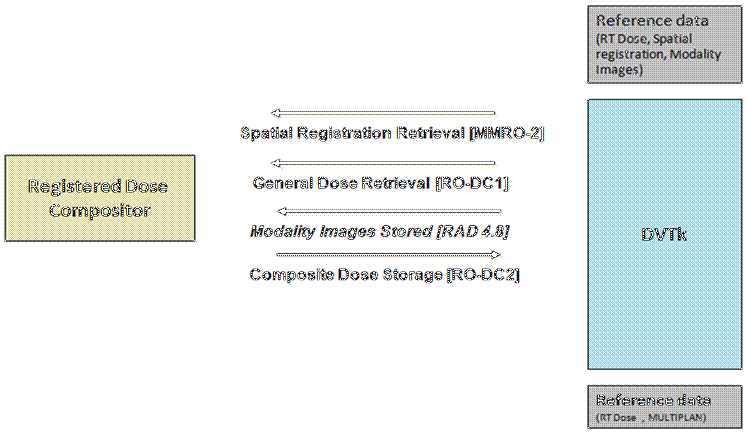 Reference data
(RT Dose, Spatial
registration, Modality
Images)
Spatial Registration Retrieval [MMRO-2]
General Dose Retrieval [RO-DC1]
Modality Images Stored [RAD 4.8]
Composite Dose Storage [RO-DC2]
Registered Dose
Compositor
DVTk
Reference data
(RT Dose , MULTIPLAN)